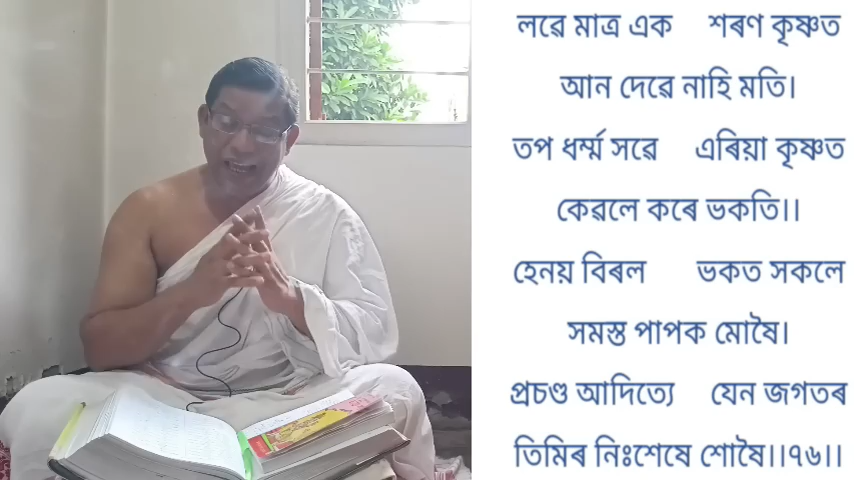 লৱে মাত্ৰ এক শৰণ কৃষ্ণত
আন দেৱে নাহি মতি।
তপ ধৰ্ম্ম সৱে এৰিয়া কৃষ্ণত
কেৱলে কৰে ভকতি।।
হেনয় বিৰল ভকত সকলে
সমস্ত পাপক মোষৈ।
প্ৰচণ্ড আদিত্যে যেন জগতৰ
তিমিৰ নিঃশেষে শোষৈ।।৭৬।।